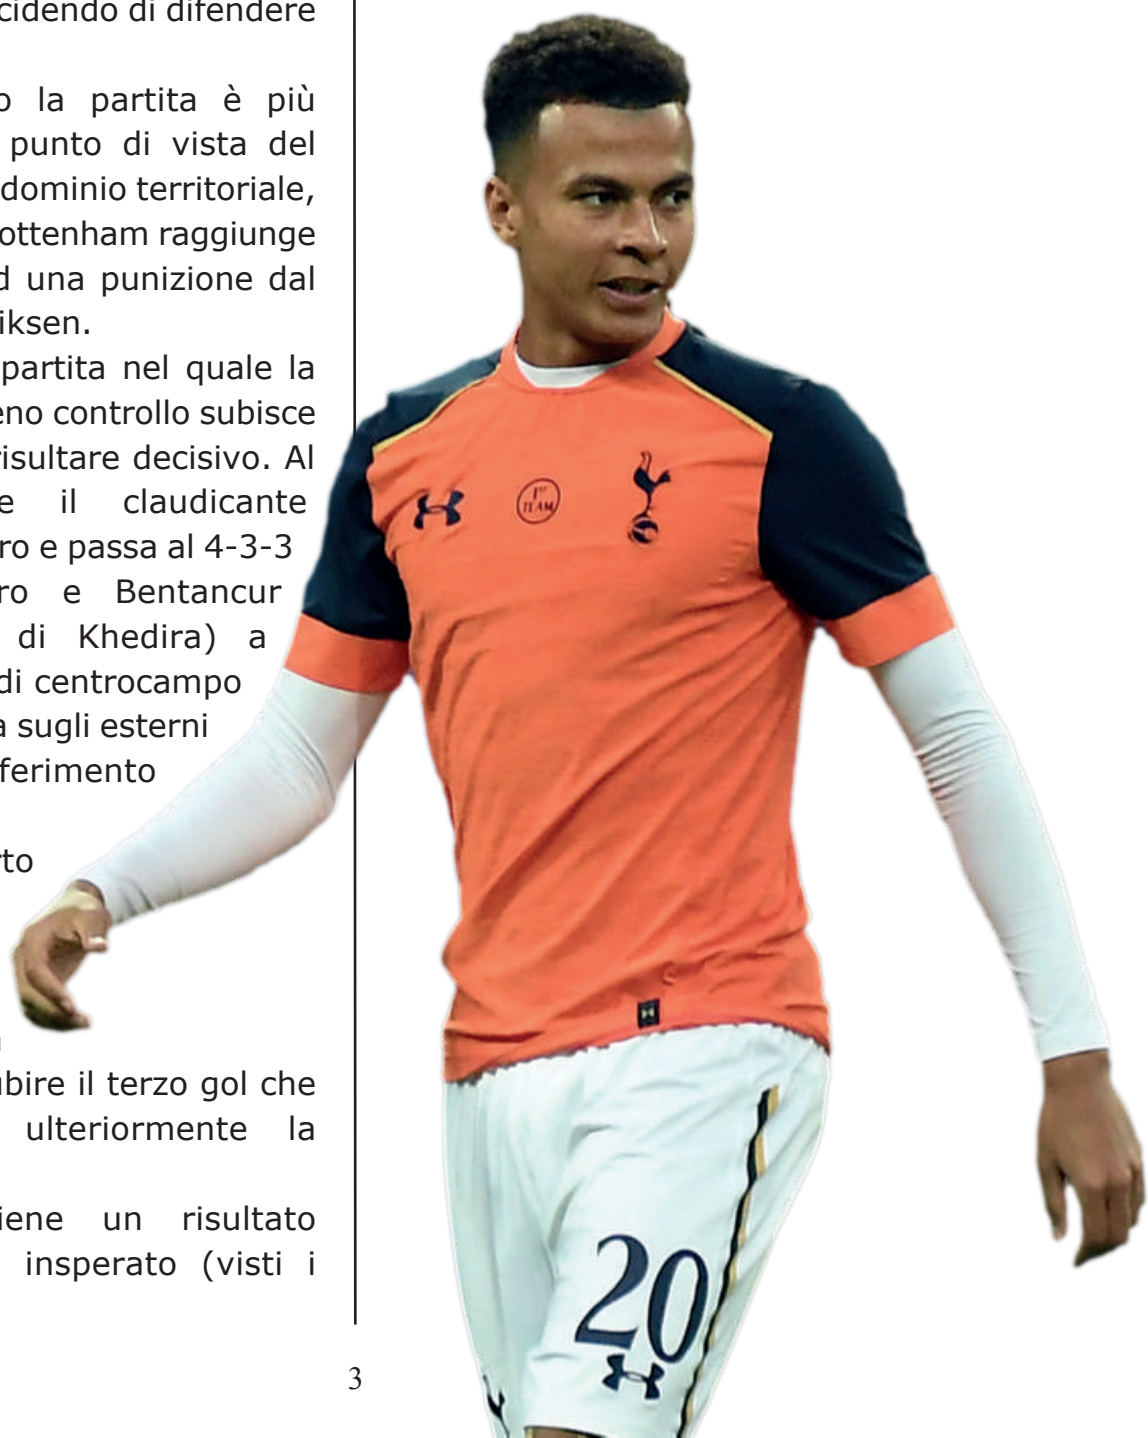 cidendo di difendere
o la partita è più
punto di vista del
dominio territoriale,
ottenham raggiunge
d una punizione dal
iksen.
partita nel quale la
eno controllo subisce
risultare decisivo. Al
e il claudicante
ro e passa al 4-3-3
ro e Bentancur
di Khedira) a
di centrocampo
a sugli esterni
ferimento
rto
ubire il terzo gol che
ulteriormente la
iene un risultato
insperato (visti i
3
1ST
TEAM
20